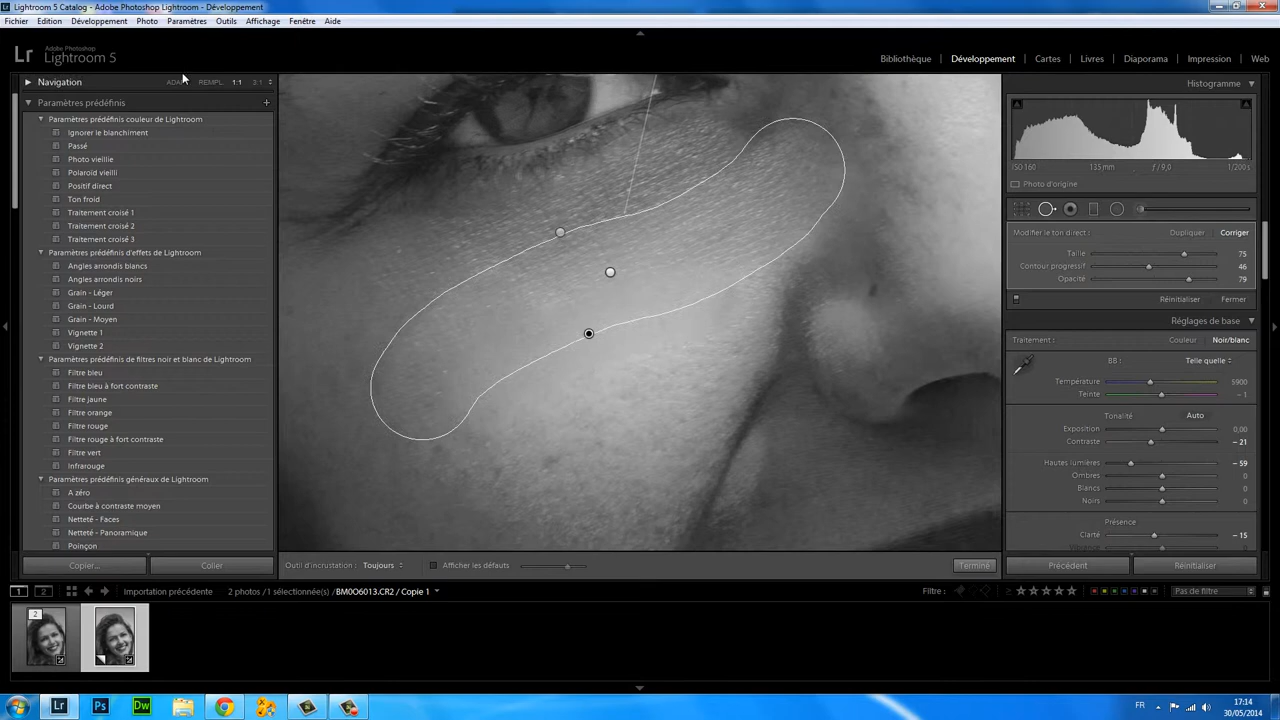 Lightroom 5 Catalog - Adobe Photoshop Lightroom - Développement
Fichier Edition Développement Photo Paramètres Outils Affichage Fenêtre Aide
Lr Adobe Photoshop
Lightroom 5
Bibliothèque Développement Cartes Livres Diaporama Impression Web
Navigation REMPL. 1:1 3:1
Paramètres prédéfinis +
Paramètres prédéfinis couleur de Lightroom
Ignorer le blanchiment
Passé
Photo vieillie
Polaroïd vieilli
Positif direct
Ton froid
Traitement croisé 1
Traitement croisé 2
Traitement croisé 3
Paramètres prédéfinis d'effets de Lightroom
Angles arrondis blancs
Angles arrondis noirs
Grain - Léger
Grain - Lourd
Grain - Moyen
Vignette 1
Vignette 2
Paramètres prédéfinis de filtres noir et blanc de Lightroom
Filtre bleu
Filtre bleu à fort contraste
Filtre jaune
Filtre orange
Filtre rouge
Filtre rouge à fort contraste
Filtre vert
Infrarouge
Paramètres prédéfinis généraux de Lightroom
A zéro
Courbe à contraste moyen
Netteté - Faces
Netteté - Panoramique
Poinçon
Copier... Coller
Outil d'incrustation : Toujours
Afficher les défauts
Terminé
Histogramme
ISO 160 135 mm ƒ / 9,0 1/200 s
Photo d'origine
Modifier le ton direct : Dupliquer Corriger
Taille 75
Contour progressif 46
Opacité 79
Réinitialiser Fermer
Réglages de base
Traitement : Couleur Noir/blanc
BB : Telle quelle
Température 5900
Teinte – 1
Tonalité Auto
Exposition 0,00
Contraste – 21
Hautes lumières – 59
Ombres 0
Blancs 0
Noirs 0
Présence
Clarté – 15
Précédent Réinitialiser
1 2 Importation précédente 2 photos /1 sélectionnée(s) / BM0O6013.CR2 / Copie 1
Filtre : Pas de filtre
2
Lr Ps Dw
FR 17:14
30/05/2014